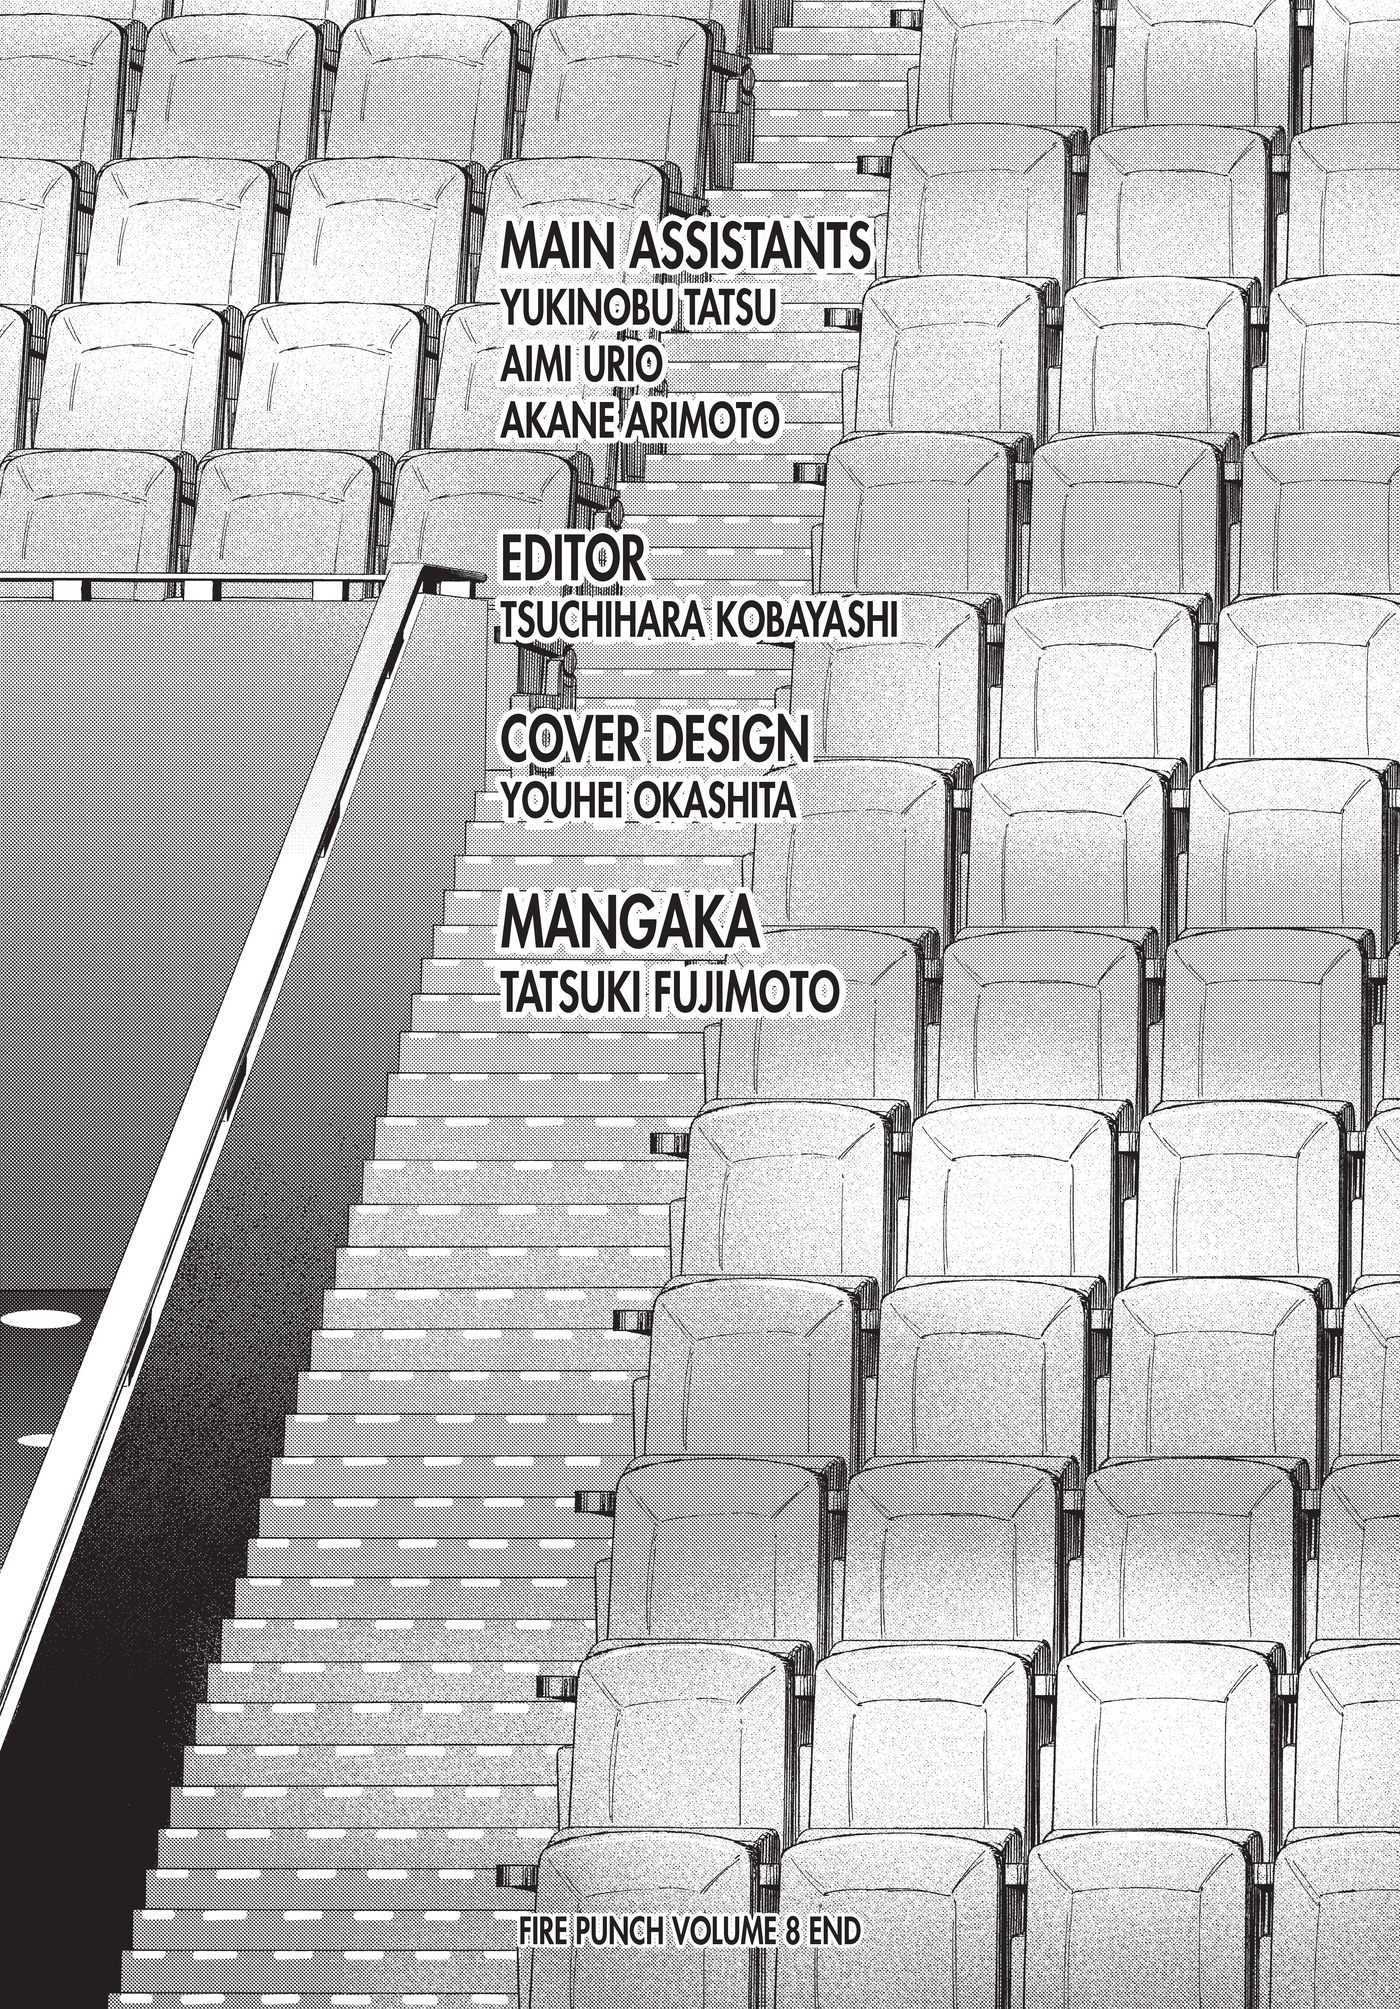 MAIN ASSISTANTS
YUKINOBU TATSU
AIMI URIO
AKANE ARIMOTO
EDITOR
TSUCHIHARA KOBAYASHI
COVER DESIGN
YOUHEI OKASHITA
MANGAKA
TATSUKI FUJIMOTO
FIRE PUNCH VOLUME 8 END